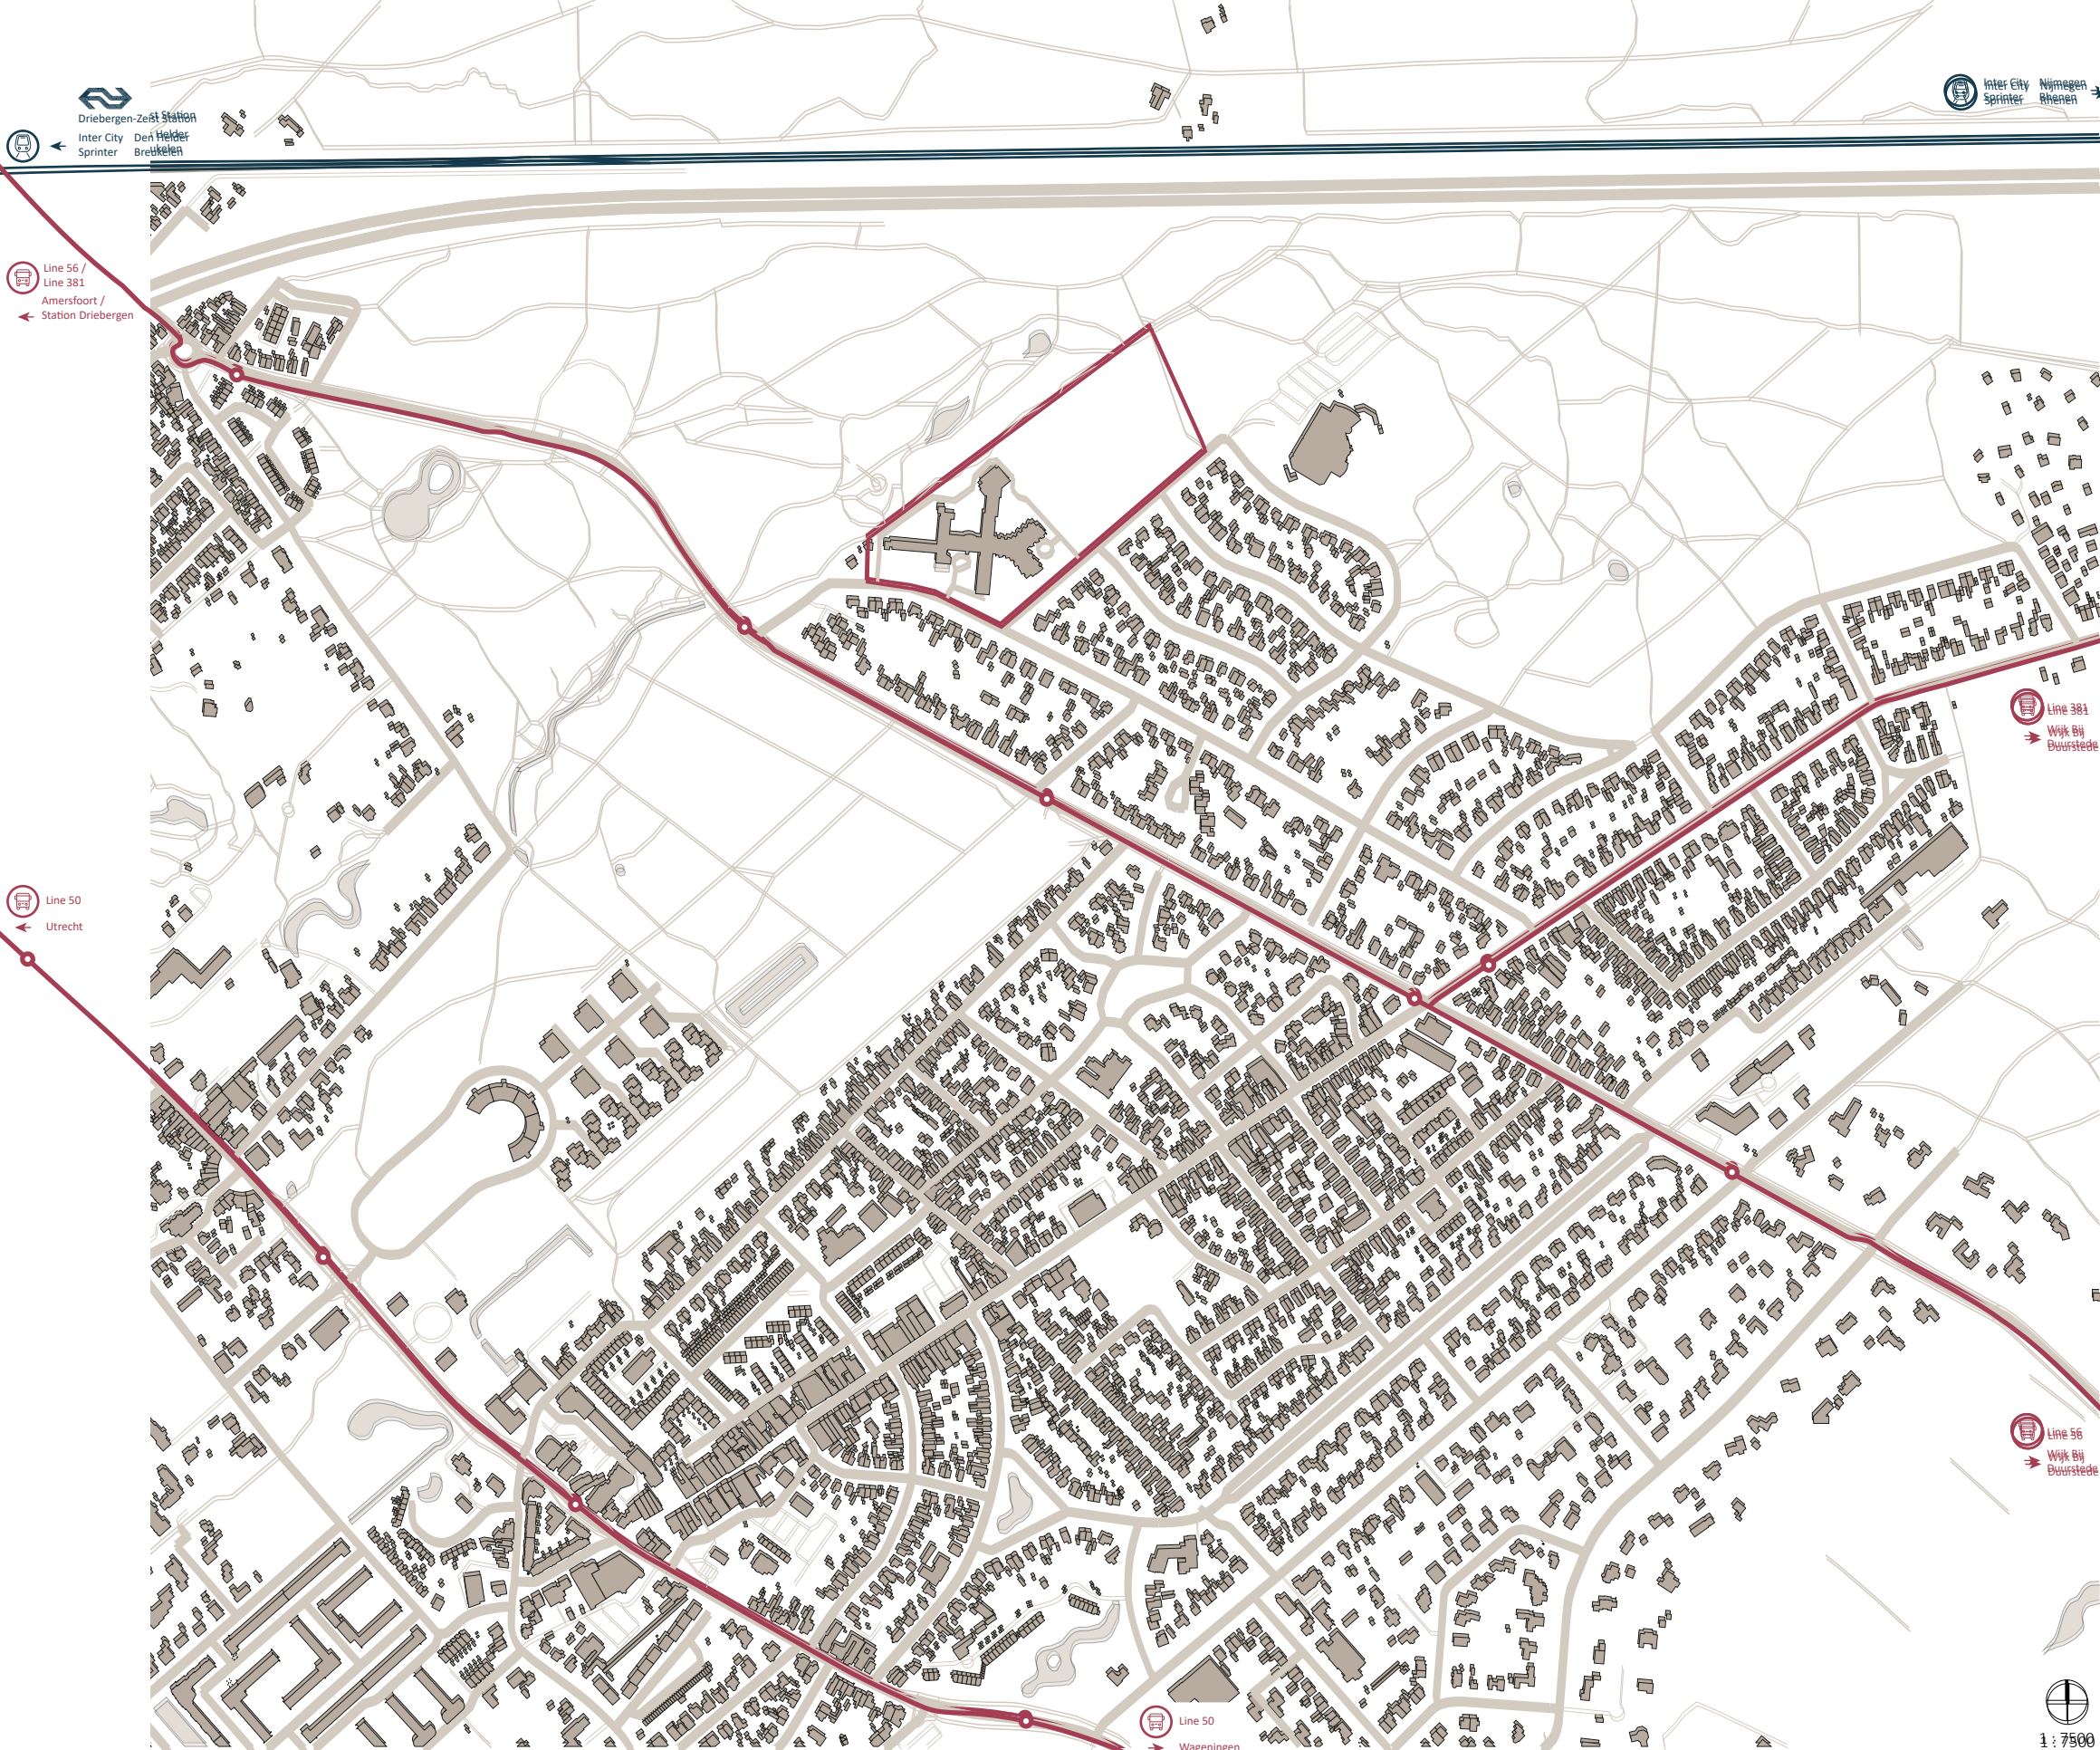 Driebergen-Zeist Station
Inter City Den Helder
Sprinter Breukelen
Inter City Nijmegen
Sprinter Rhenen
Line 56 /
Line 381
Amersfoort /
Station Driebergen
Line 381
Wijk Bij
Duurstede
Line 50
Utrecht
Line 56
Wijk Bij
Duurstede
Line 50
Wageningen
1 : 7500